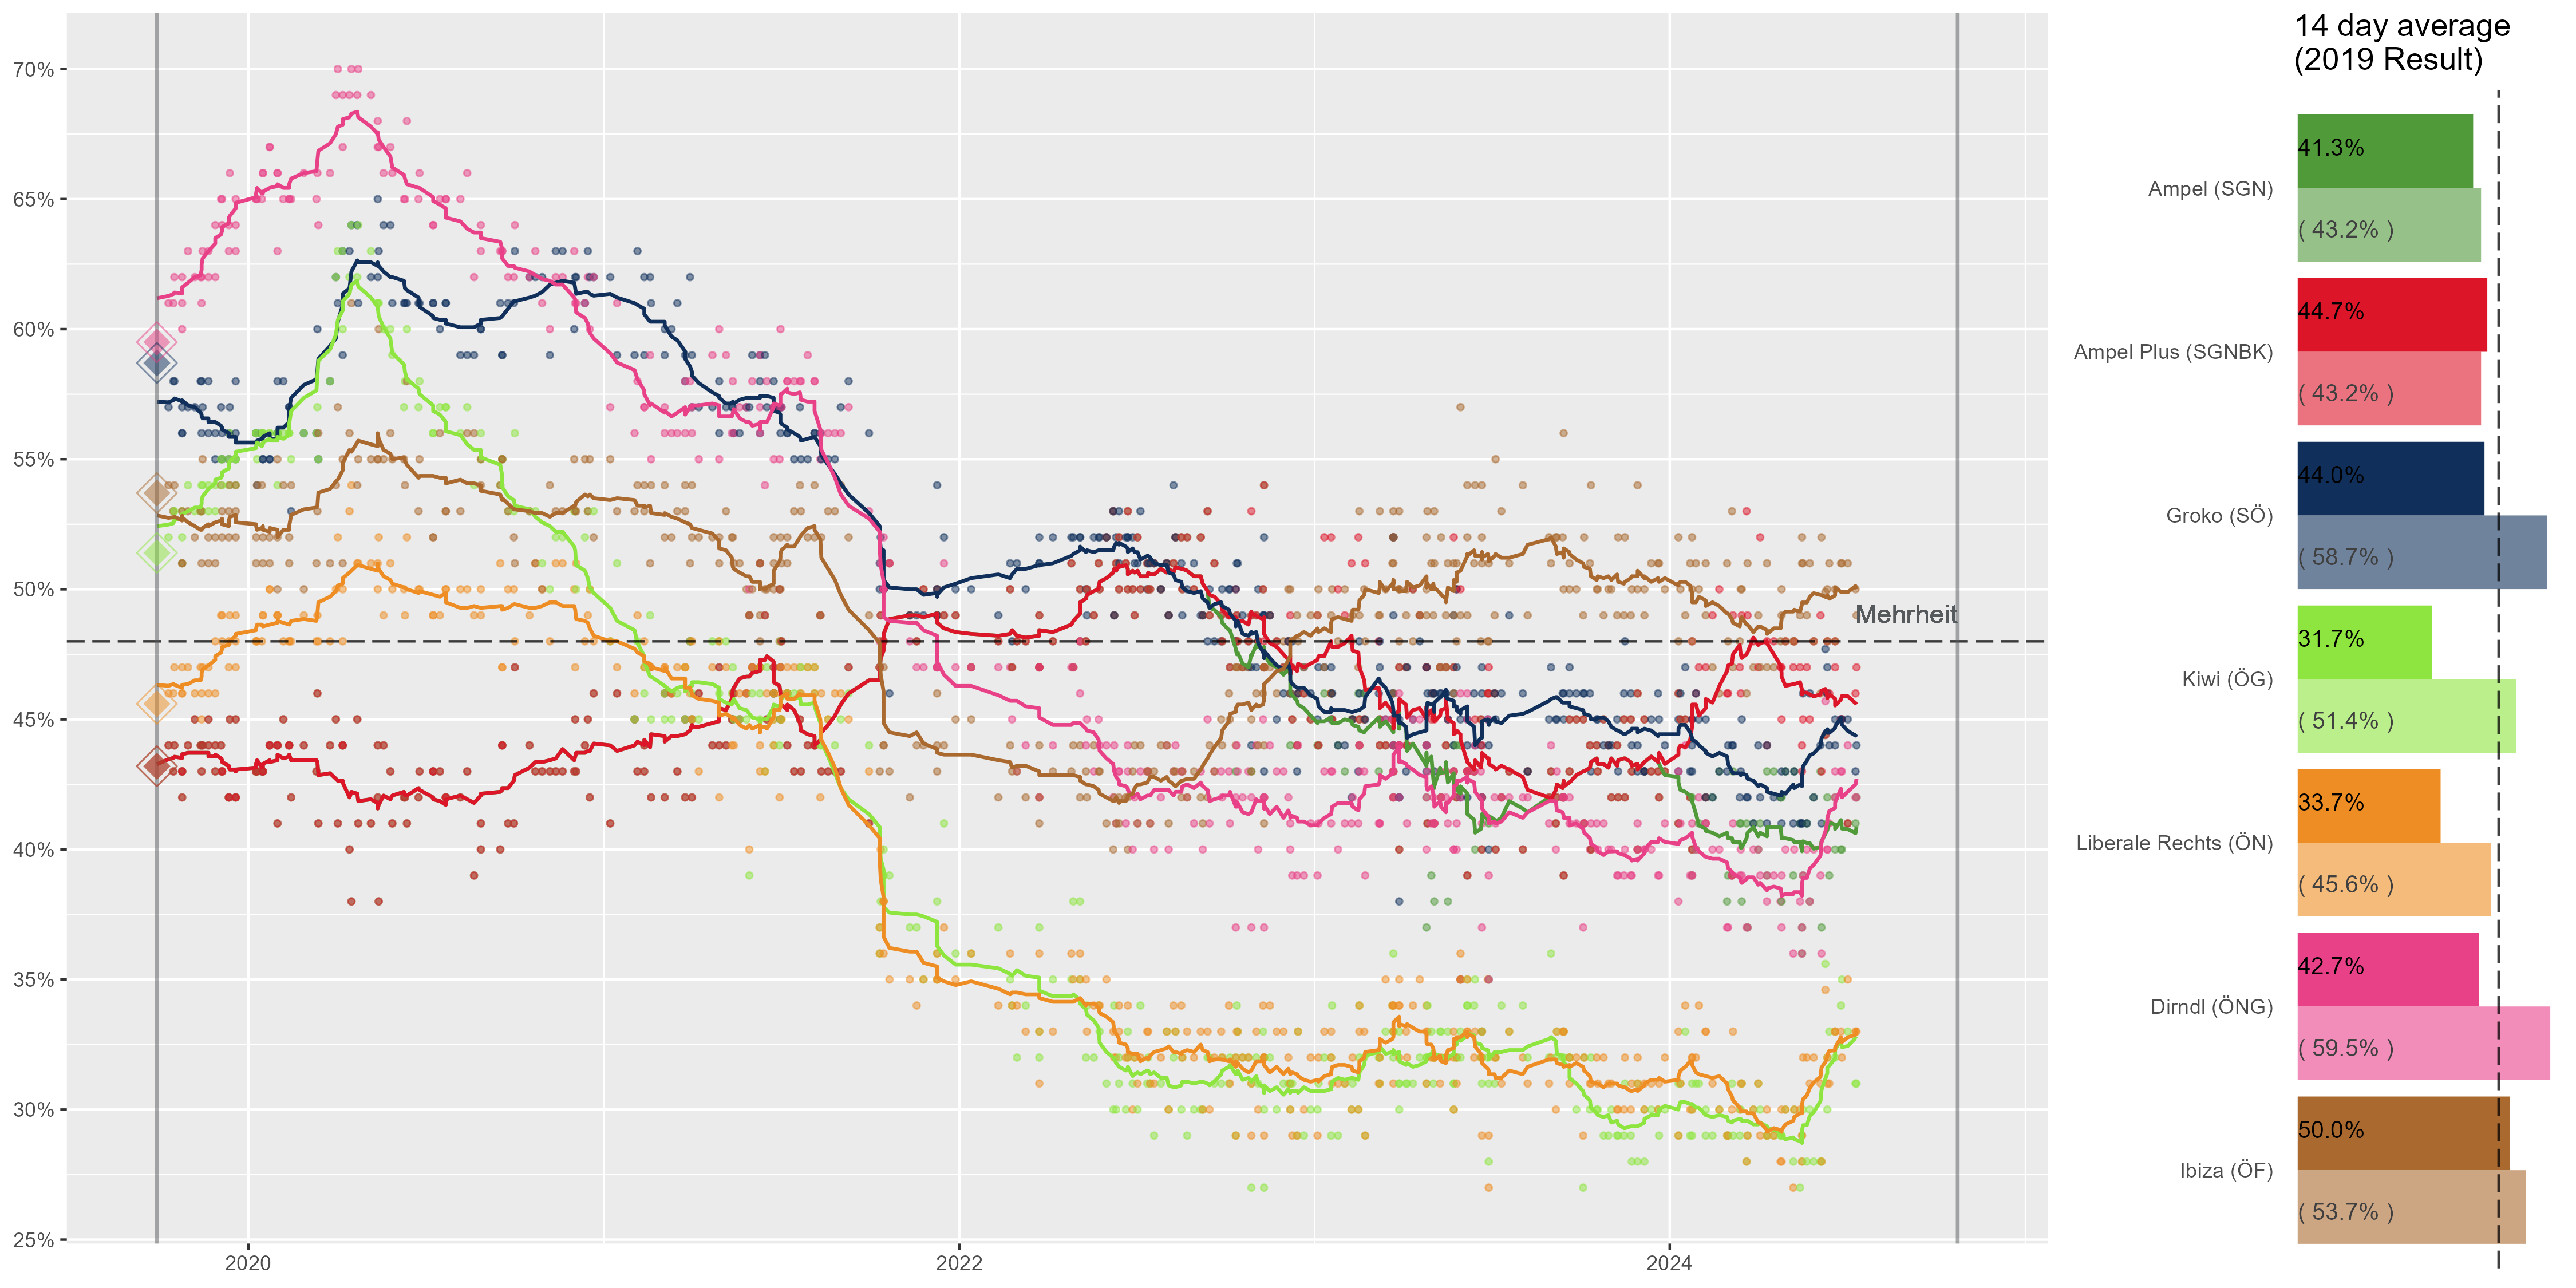 14 day average
(2019 Result)
70%
65%
60%
55%
50%
45%
40%
35%
30%
25%
2020
2022
2024
Mehrheit
Ampel (SGN)
41.3%
( 43.2% )
Ampel Plus (SGNBK)
44.7%
( 43.2% )
Groko (SÖ)
44.0%
( 58.7% )
Kiwi (ÖG)
31.7%
( 51.4% )
Liberale Rechts (ÖN)
33.7%
( 45.6% )
Dirndl (ÖNG)
42.7%
( 59.5% )
Ibiza (ÖF)
50.0%
( 53.7% )